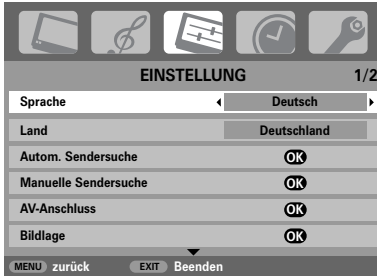 EINSTELLUNG 1/2
Sprache Deutsch
Land Deutschland
Autom. Sendersuche OK
Manuelle Sendersuche OK
AV-Anschluss OK
Bildlage OK
MENU zurück EXIT Beenden